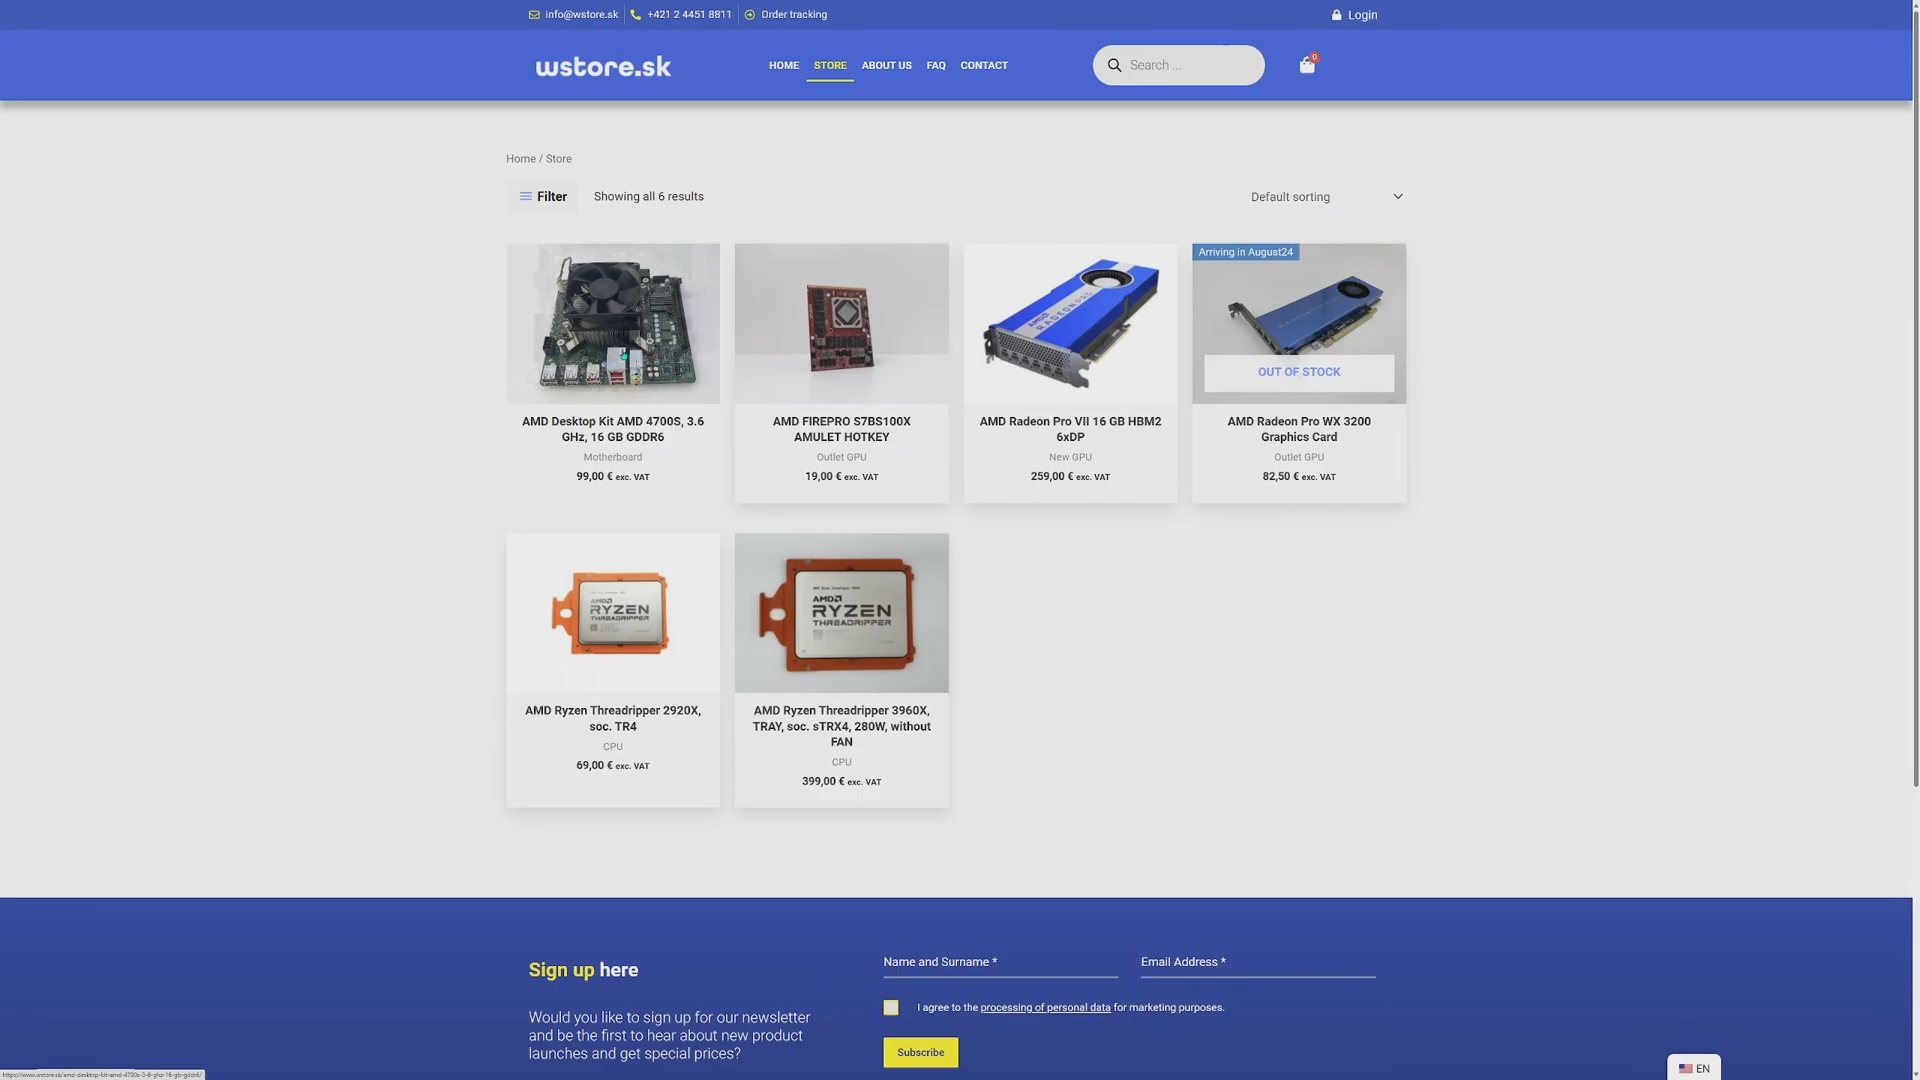 info@wstore.sk
+421 2 4451 8811
Order tracking
Login
wstore.sk
HOME
STORE
ABOUT US
FAQ
CONTACT
Search ...
0
Home / Store
Filter
Showing all 6 results
Default sorting
Arriving in August24
OUT OF STOCK
AMD Desktop Kit AMD 4700S, 3.6
GHz, 16 GB GDDR6
Motherboard
99,00 € exc. VAT
AMD FIREPRO S7BS100X
AMULET HOTKEY
Outlet GPU
19,00 € exc. VAT
AMD Radeon Pro VII 16 GB HBM2
6xDP
New GPU
259,00 € exc. VAT
AMD Radeon Pro WX 3200
Graphics Card
Outlet GPU
82,50 € exc. VAT
AMD
RYZEN
THREADRIPPER
AMD
RYZEN
THREADRIPPER
AMD Ryzen Threadripper 2920X,
soc. TR4
CPU
69,00 € exc. VAT
AMD Ryzen Threadripper 3960X,
TRAY, soc. sTRX4, 280W, without
FAN
CPU
399,00 € exc. VAT
Sign up here
Would you like to sign up for our newsletter
and be the first to hear about new product
launches and get special prices?
Name and Surname *
Email Address *
I agree to the processing of personal data for marketing purposes.
Subscribe
EN
https://www.wstore.sk/amd-desktop-kit-amd-4700s-3-6-ghz-16-gb-gddr6/